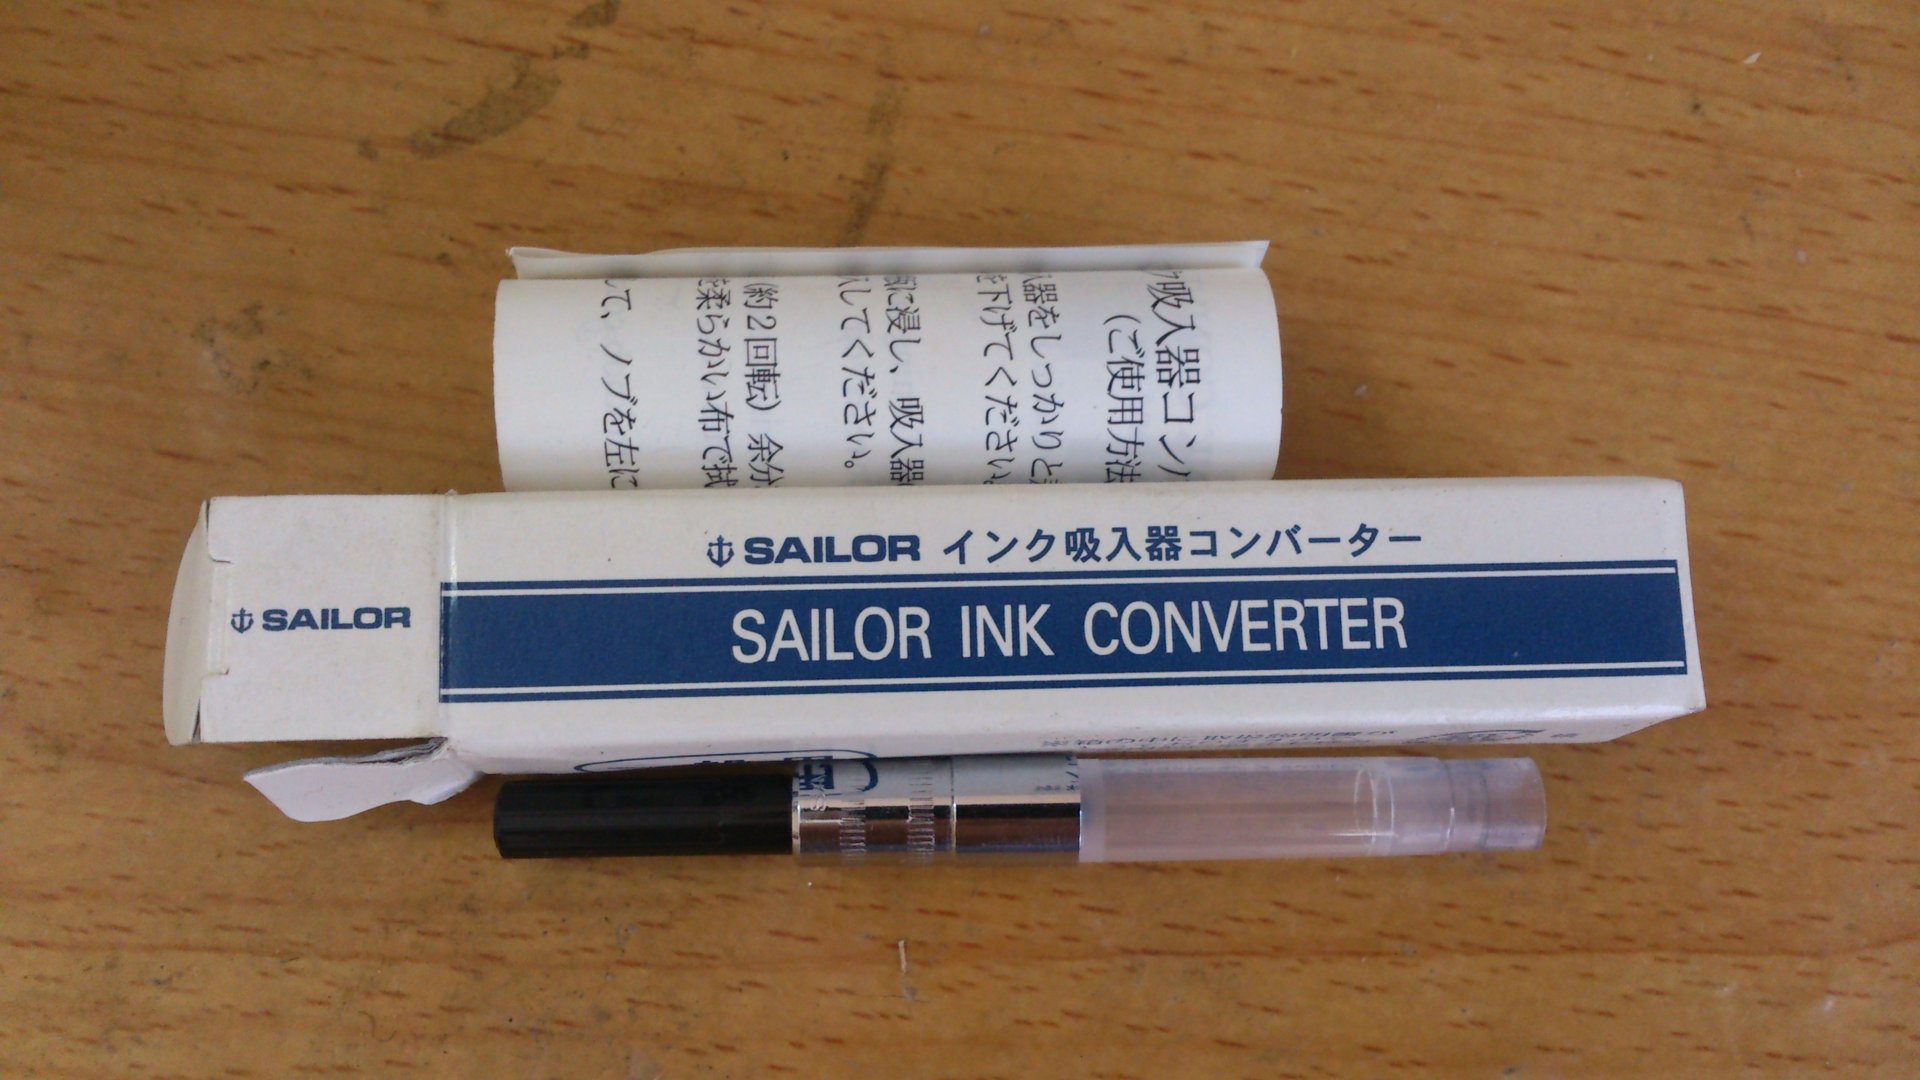 吸入器コン
(ご使用方法
器をしっかりと
を下げてください。
に浸し、吸入器
してください。
(約2回転) 余分
を柔らかい布で拭
て、ノブを左に
SAILOR インク吸入器コンバーター
SAILOR
SAILOR INK CONVERTER